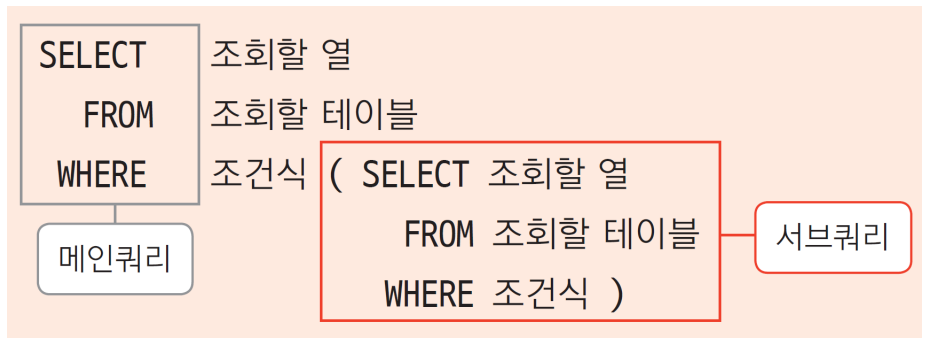 SELECT 조회할 열
FROM 조회할 테이블
WHERE 조건식 ( SELECT 조회할 열
FROM 조회할 테이블
WHERE 조건식 )
메인쿼리
서브쿼리